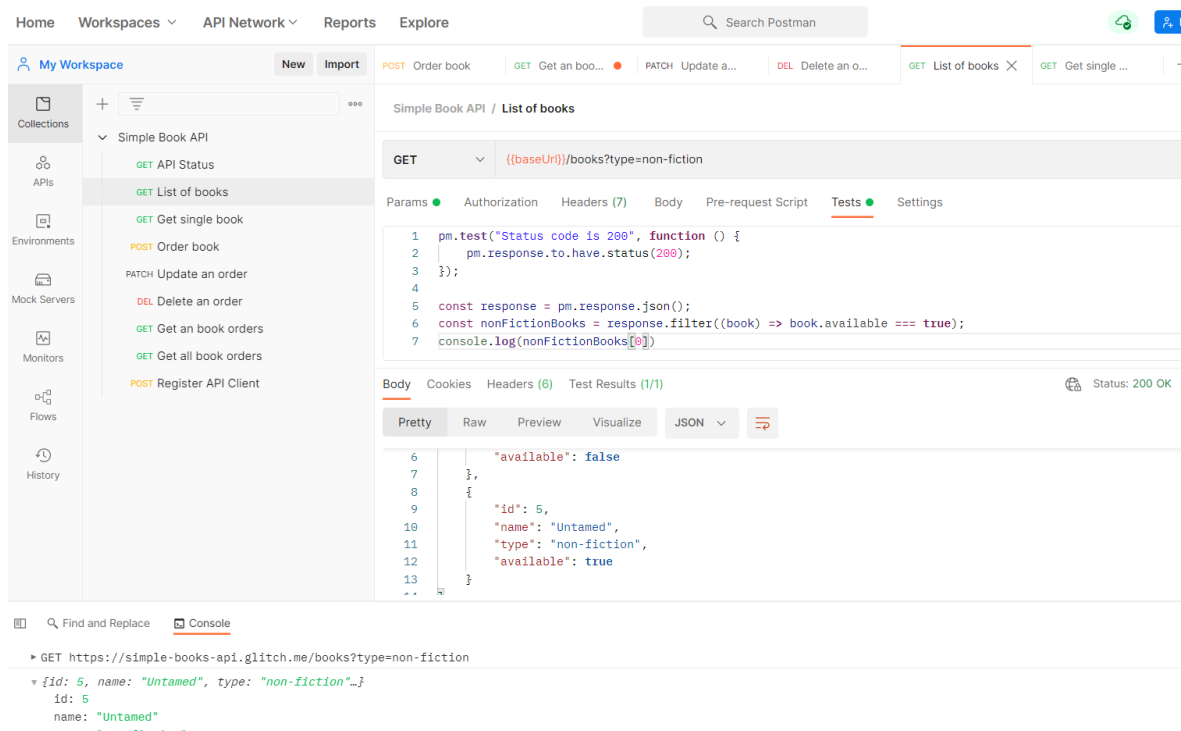 Home Workspaces API Network Reports Explore Search Postman
My Workspace New Import
POST Order book GET Get an boo... PATCH Update a... DEL Delete an o... GET List of books GET Get single ...
Collections
APIs
Environments
Mock Servers
Monitors
Flows
History
Simple Book API
GET API Status
GET List of books
GET Get single book
POST Order book
PATCH Update an order
DEL Delete an order
GET Get an book orders
GET Get all book orders
POST Register API Client
Simple Book API / List of books
GET {{baseUrl}}/books?type=non-fiction
Params Authorization Headers (7) Body Pre-request Script Tests Settings
1 pm.test("Status code is 200", function () {
2 pm.response.to.have.status(200);
3 });
4
5 const response = pm.response.json();
6 const nonFictionBooks = response.filter((book) => book.available === true);
7 console.log(nonFictionBooks[0])
Body Cookies Headers (6) Test Results (1/1) Status: 200 OK
Pretty Raw Preview Visualize JSON
6 "available": false
7 },
8 {
9 "id": 5,
10 "name": "Untamed",
11 "type": "non-fiction",
12 "available": true
13 }
Find and Replace Console
GET https://simple-books-api.glitch.me/books?type=non-fiction
{id: 5, name: "Untamed", type: "non-fiction"…}
id: 5
name: "Untamed"